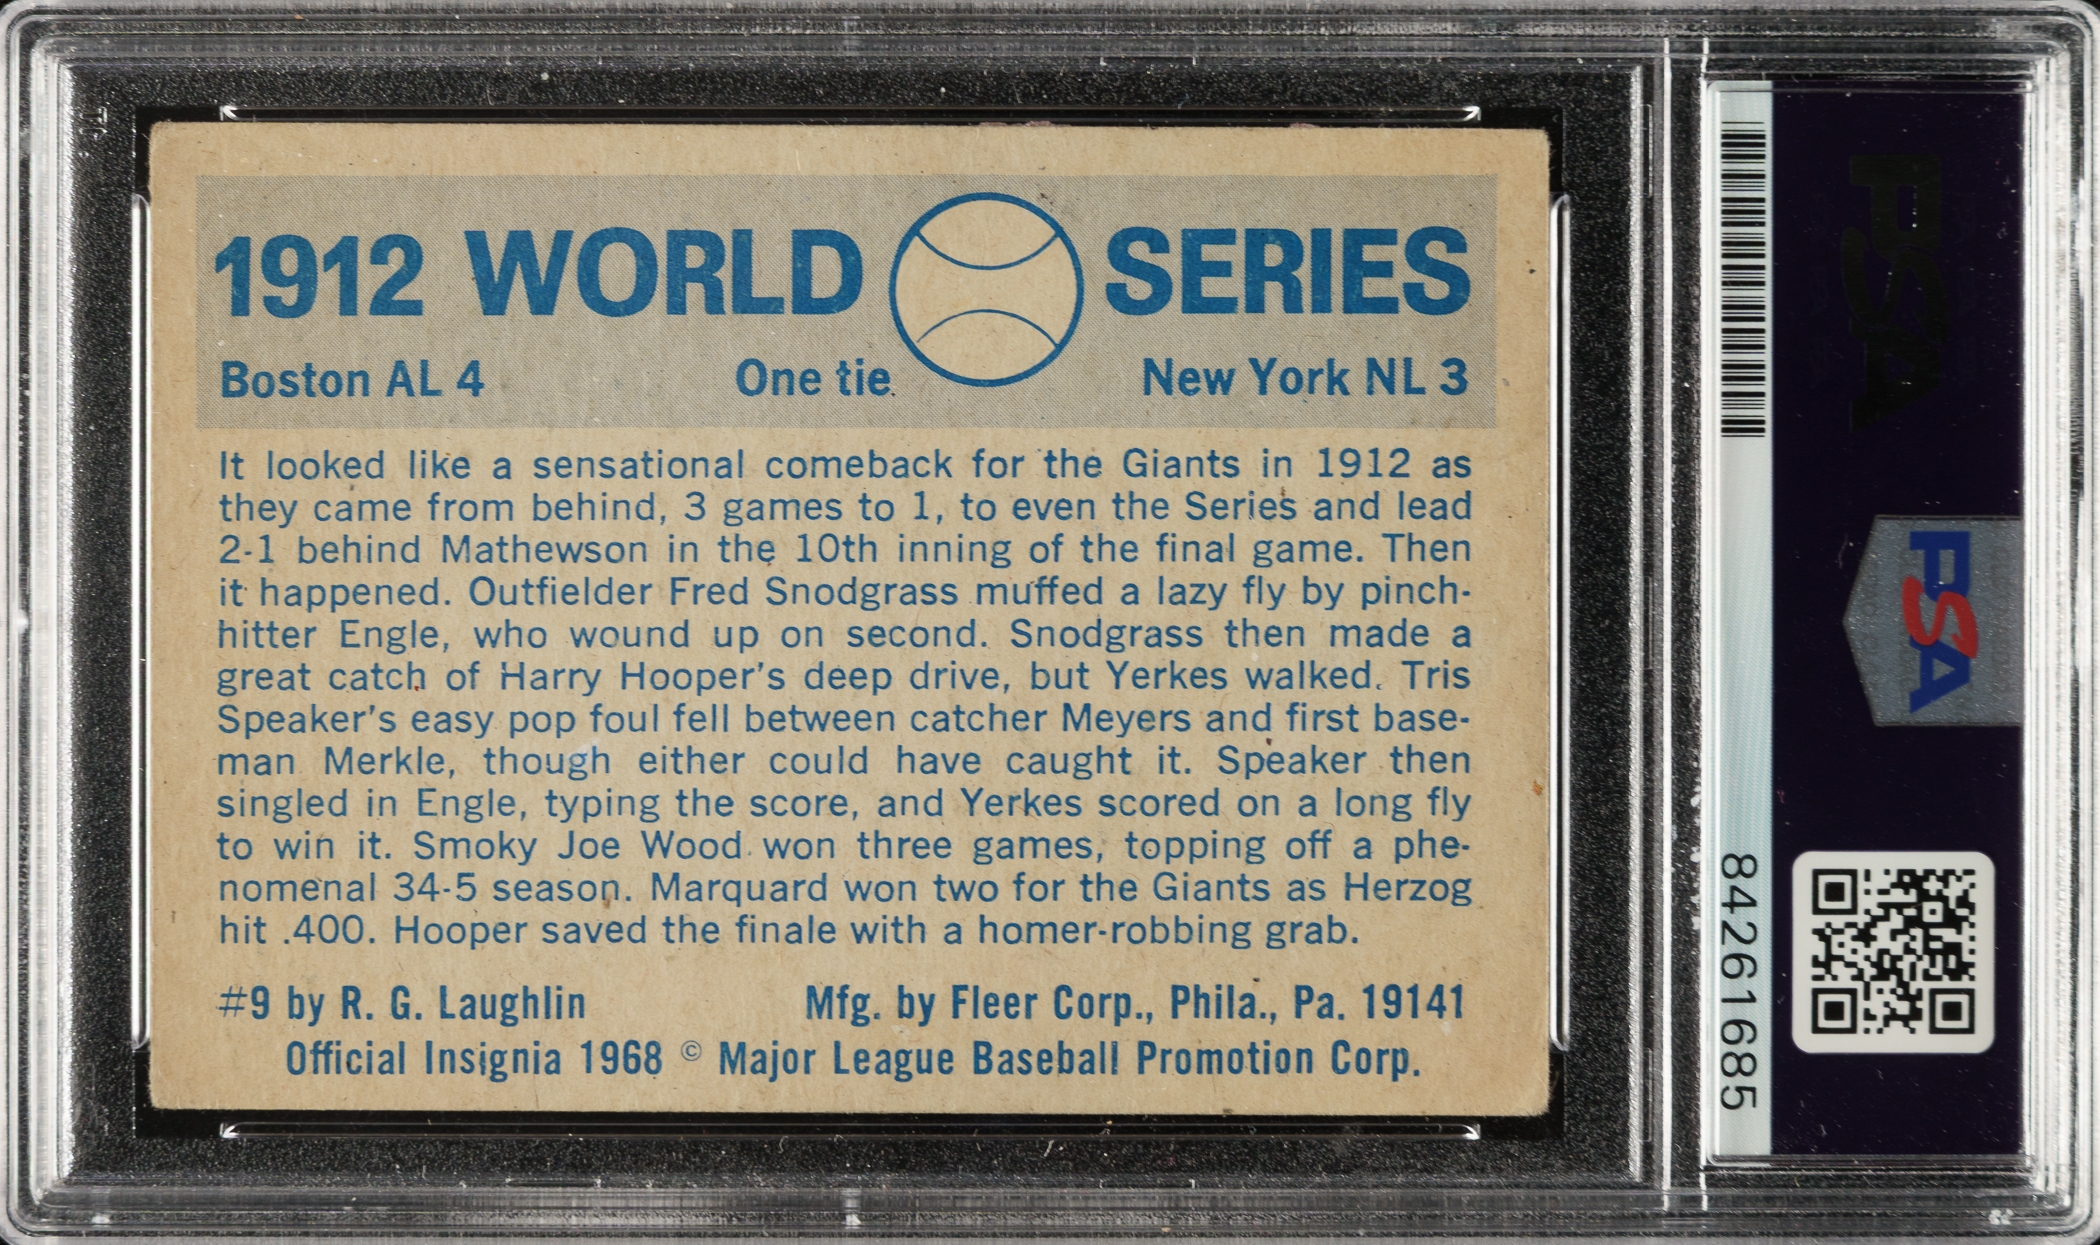 1912 WORLD SERIES
Boston AL 4 One tie. New York NL 3
It looked like a sensational comeback for the Giants in 1912 as
they came from behind, 3 games to 1, to even the Series and lead
2-1 behind Mathewson in the 10th inning of the final game. Then
it happened. Outfielder Fred Snodgrass muffed a lazy fly by pinch-
hitter Engle, who wound up on second. Snodgrass then made a
great catch of Harry Hooper's deep drive, but Yerkes walked. Tris
Speaker's easy pop foul fell between catcher Meyers and first base-
man Merkle, though either could have caught it. Speaker then
singled in Engle, typing the score, and Yerkes scored on a long fly
to win it. Smoky Joe Wood won three games, topping off a phe-
nomenal 34-5 season. Marquard won two for the Giants as Herzog
hit .400. Hooper saved the finale with a homer-robbing grab.
#9 by R. G. Laughlin Mfg. by Fleer Corp., Phila., Pa. 19141
Official Insignia 1968 © Major League Baseball Promotion Corp.
PSA
PSA
84261685